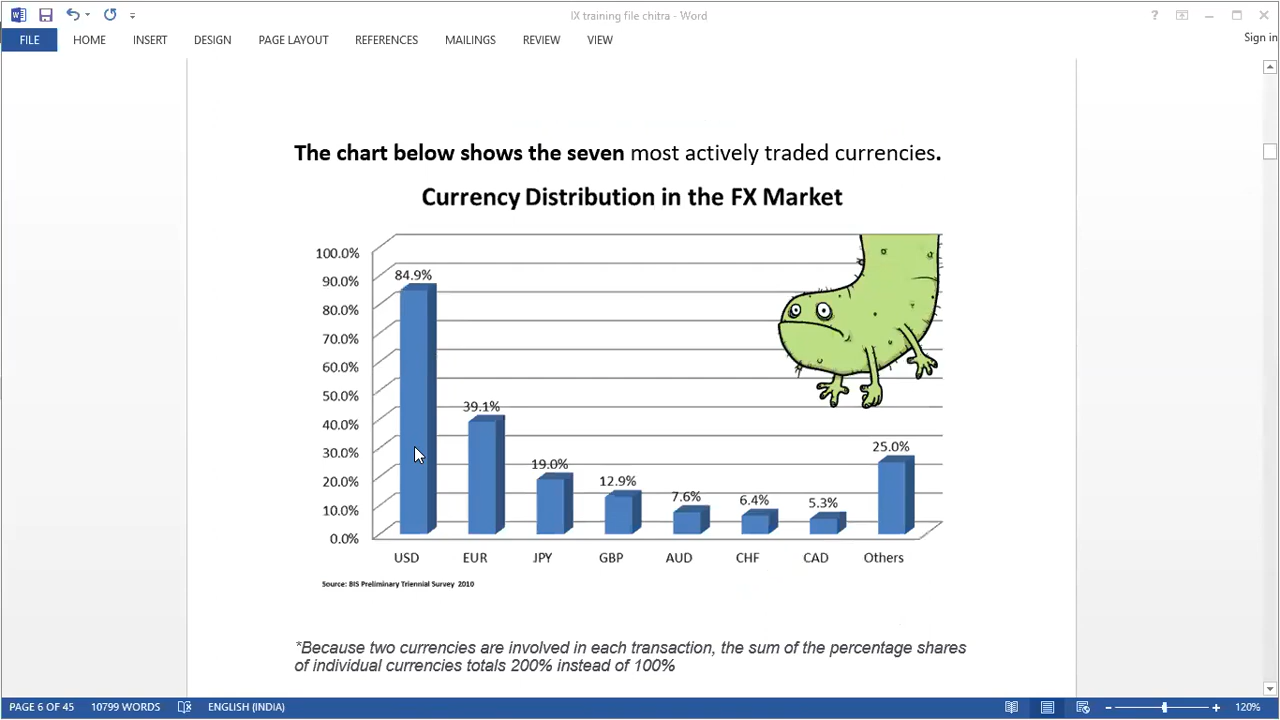 IX training file chitra - Word
?
Sign in
FILE HOME INSERT DESIGN PAGE LAYOUT REFERENCES MAILINGS REVIEW VIEW
The chart below shows the seven most actively traded currencies.
Currency Distribution in the FX Market
100.0%
90.0%
80.0%
70.0%
60.0%
50.0%
40.0%
30.0%
20.0%
10.0%
0.0%
84.9%
39.1%
19.0%
12.9%
7.6%
6.4%
5.3%
25.0%
USD EUR JPY GBP AUD CHF CAD Others
Source: BIS Preliminary Triennial Survey 2010
*Because two currencies are involved in each transaction, the sum of the percentage shares
of individual currencies totals 200% instead of 100%
PAGE 6 OF 45 10799 WORDS ENGLISH (INDIA) 120%